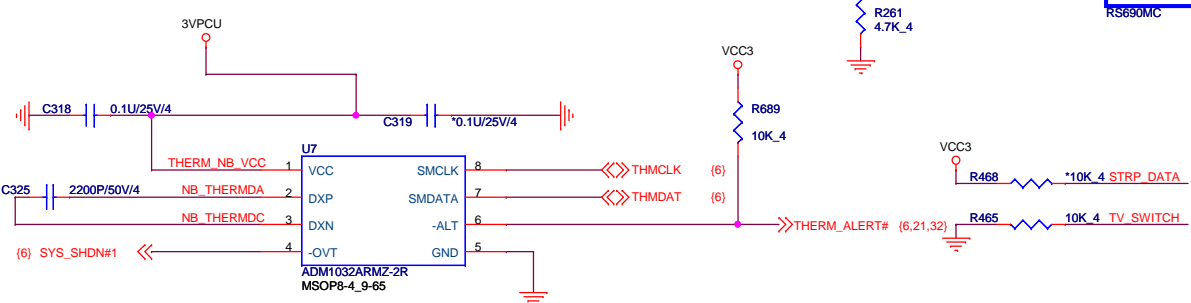 R261
4.7K_4
RS690MC
3VPCU
VCC3
C318 0.1U/25V/4
C319 *0.1U/25V/4
R689
10K_4
U7
THERM_NB_VCC 1 VCC SMCLK 8 THMCLK {6}
C325 2200P/50V/4 NB_THERMDA 2 DXP SMDATA 7 THMDAT {6}
NB_THERMDC 3 DXN -ALT 6 THERM_ALERT# {6,21,32}
{6} SYS_SHDN#1 4 -OVT GND 5
ADM1032ARMZ-2R
MSOP8-4_9-65
VCC3
R468 *10K_4 STRP_DATA
R465 10K_4 TV_SWITCH